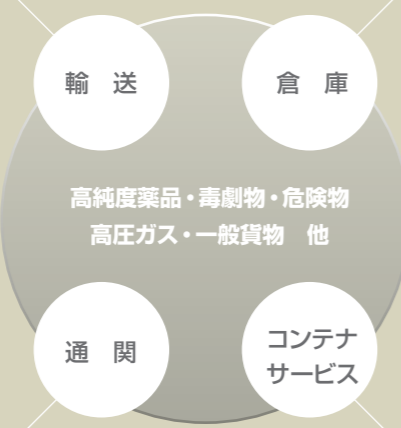 輸　送
倉　庫
高純度薬品・毒劇物・危険物
高圧ガス・一般貨物　他
通　関
コンテナ
サービス